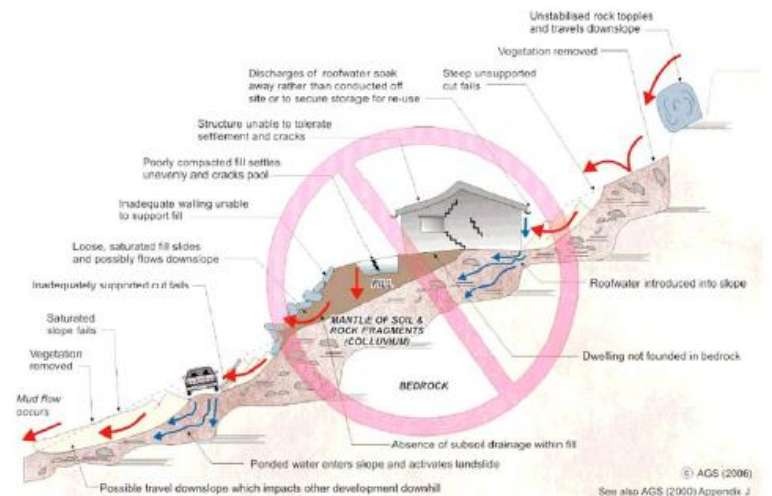 Unstabilised rock topples
and travels downslope
Vegetation removed
Discharges of roofwater soak
away rather than conducted off
site or to secure storage for re-use
Steep unsupported
cut fails
Structure unable to tolerate
settlement and cracks
Poorly compacted fill settles
unevenly and cracks pool
Inadequate walling unable
to support fill
Loose, saturated fill slides
and possibly flows downslope
Inadequately supported cut fails
Roofwater introduced into slope
FILL
Saturated
slope fails
MANTLE OF SOIL &
ROCK FRAGMENTS
(COLLUVIUM)
Vegetation
removed
Dwelling not founded in bedrock
BEDROCK
Mud flow
occurs
Absence of subsoil drainage within fill
Ponded water enters slope and activates landslide
© AGS (2006)
Possible travel downslope which impacts other development downhill
See also AGS (2000) Appendix J